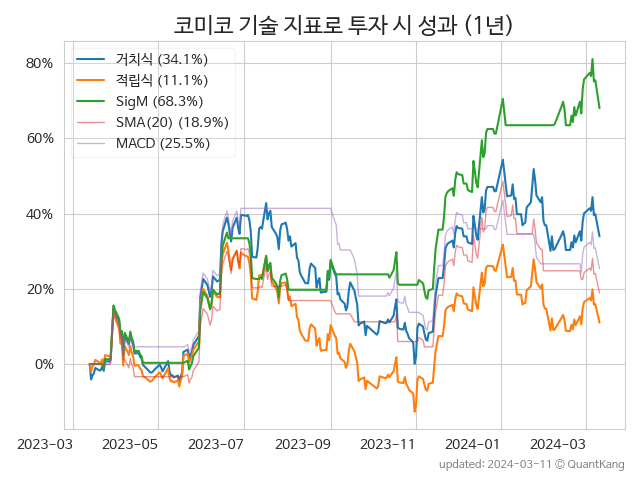 코미코 기술 지표로 투자 시 성과 (1년)
거치식 (34.1%)
적립식 (11.1%)
SigM (68.3%)
SMA(20) (18.9%)
MACD (25.5%)
80%
60%
40%
20%
0%
2023-03 2023-05 2023-07 2023-09 2023-11 2024-01 2024-03
updated: 2024-03-11 © QuantKang